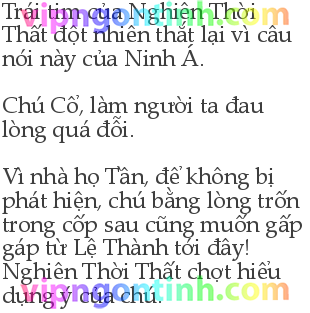 Trái tim của Nghiên Thời
Thất đột nhiên thắt lại vì câu
nói này của Ninh Á.
Chú Cổ, làm người ta đau
lòng quá đỗi.
Vì nhà họ Tần, để không bị
phát hiện, chú bằng lòng trốn
trong cốp sau cũng muốn gấp
gáp từ Lệ Thành tới đây!
Nghiên Thời Thất chợt hiểu
dụng ý của chú.
vipngontinh.com
vipngontinh.com